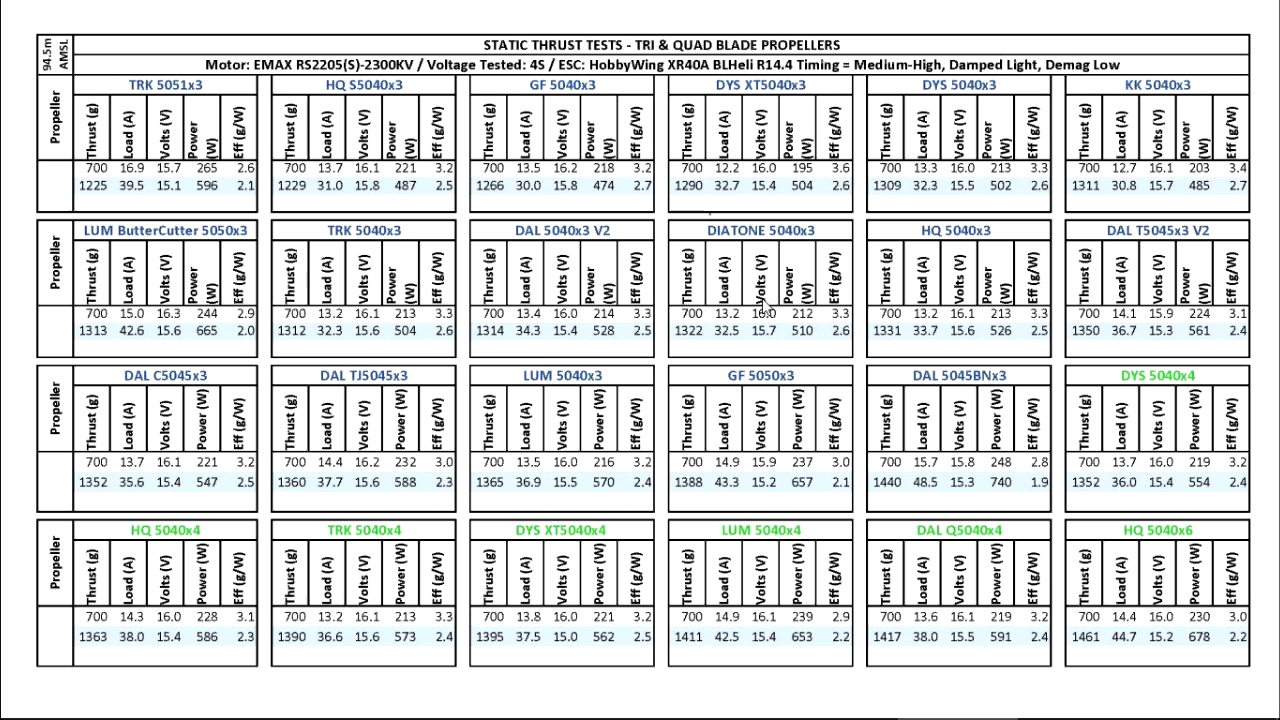 94.5m AMSL
STATIC THRUST TESTS - TRI & QUAD BLADE PROPELLERS
Motor: EMAX RS2205(S)-2300KV / Voltage Tested: 4S / ESC: HobbyWing XR40A BLHeli R14.4 Timing = Medium-High, Damped Light, Demag Low
Propeller TRK 5051x3 HQ S5040x3 GF 5040x3 DYS XT5040x3 DYS 5040x3 KK 5040x3
Thrust (g) Load (A) Volts (V) Power (W) Eff (g/W) Thrust (g) Load (A) Volts (V) Power (W) Eff (g/W) Thrust (g) Load (A) Volts (V) Power (W) Eff (g/W) Thrust (g) Load (A) Volts (V) Power (W) Eff (g/W) Thrust (g) Load (A) Volts (V) Power (W) Eff (g/W) Thrust (g) Load (A) Volts (V) Power (W) Eff (g/W)
700 16.9 15.7 265 2.6 700 13.7 16.1 221 3.2 700 13.5 16.2 218 3.2 700 12.2 16.0 195 3.6 700 13.3 16.0 213 3.3 700 12.7 16.1 203 3.4
1225 39.5 15.1 596 2.1 1229 31.0 15.8 487 2.5 1266 30.0 15.8 474 2.7 1290 32.7 15.4 504 2.6 1309 32.3 15.5 502 2.6 1311 30.8 15.7 485 2.7
Propeller LUM ButterCutter 5050x3 TRK 5040x3 DAL 5040x3 V2 DIATONE 5040x3 HQ 5040x3 DAL T5045x3 V2
Thrust (g) Load (A) Volts (V) Power (W) Eff (g/W) Thrust (g) Load (A) Volts (V) Power (W) Eff (g/W) Thrust (g) Load (A) Volts (V) Power (W) Eff (g/W) Thrust (g) Load (A) Volts (V) Power (W) Eff (g/W) Thrust (g) Load (A) Volts (V) Power (W) Eff (g/W) Thrust (g) Load (A) Volts (V) Power (W) Eff (g/W)
700 15.0 16.3 244 2.9 700 13.2 16.1 213 3.3 700 13.4 16.0 214 3.3 700 13.2 16.0 212 3.3 700 13.2 16.1 213 3.3 700 14.1 15.9 224 3.1
1313 42.6 15.6 665 2.0 1312 32.3 15.6 504 2.6 1314 34.3 15.4 528 2.5 1322 32.5 15.7 510 2.6 1331 33.7 15.6 526 2.5 1350 36.7 15.3 561 2.4
Propeller DAL C5045x3 DAL TJ5045x3 LUM 5040x3 GF 5050x3 DAL 5045BNx3 DYS 5040x4
Thrust (g) Load (A) Volts (V) Power (W) Eff (g/W) Thrust (g) Load (A) Volts (V) Power (W) Eff (g/W) Thrust (g) Load (A) Volts (V) Power (W) Eff (g/W) Thrust (g) Load (A) Volts (V) Power (W) Eff (g/W) Thrust (g) Load (A) Volts (V) Power (W) Eff (g/W) Thrust (g) Load (A) Volts (V) Power (W) Eff (g/W)
700 13.7 16.1 221 3.2 700 14.4 16.2 232 3.0 700 13.5 16.0 216 3.2 700 14.9 15.9 237 3.0 700 15.7 15.8 248 2.8 700 13.7 16.0 219 3.2
1352 35.6 15.4 547 2.5 1360 37.7 15.6 588 2.3 1365 36.9 15.5 570 2.4 1388 43.3 15.2 657 2.1 1440 48.5 15.3 740 1.9 1352 36.0 15.4 554 2.4
Propeller HQ 5040x4 TRK 5040x4 DYS XT5040x4 LUM 5040x4 DAL Q5040x4 HQ 5040x6
Thrust (g) Load (A) Volts (V) Power (W) Eff (g/W) Thrust (g) Load (A) Volts (V) Power (W) Eff (g/W) Thrust (g) Load (A) Volts (V) Power (W) Eff (g/W) Thrust (g) Load (A) Volts (V) Power (W) Eff (g/W) Thrust (g) Load (A) Volts (V) Power (W) Eff (g/W) Thrust (g) Load (A) Volts (V) Power (W) Eff (g/W)
700 14.3 16.0 228 3.1 700 13.2 16.1 213 3.3 700 13.8 16.0 221 3.2 700 14.9 16.1 239 2.9 700 13.6 16.1 219 3.2 700 14.4 16.0 230 3.0
1363 38.0 15.4 586 2.3 1390 36.6 15.6 573 2.4 1395 37.5 15.0 562 2.5 1411 42.5 15.4 653 2.2 1417 38.0 15.5 591 2.4 1461 44.7 15.2 678 2.2